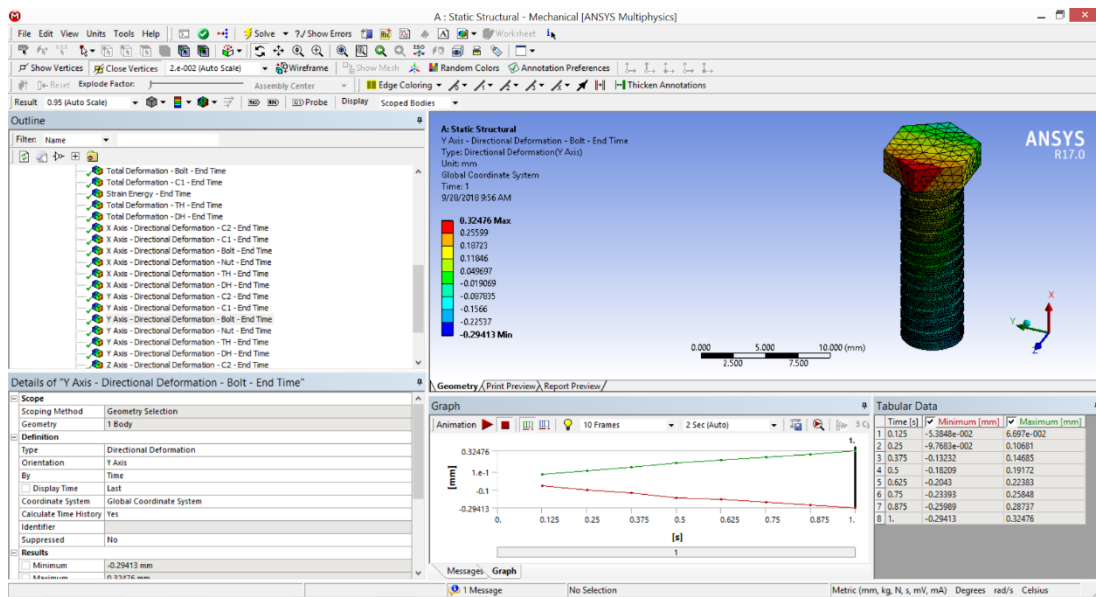 A : Static Structural - Mechanical [ANSYS Multiphysics]
File Edit View Units Tools Help Solve ?/ Show Errors Worksheet
Show Vertices Close Vertices 2.e-002 (Auto Scale) Wireframe Show Mesh Random Colors Annotation Preferences
Reset Explode Factor: Assembly Center Edge Coloring Thicken Annotations
Result 0.95 (Auto Scale) Probe Display Scoped Bodies
Outline
Filter: Name
Total Deformation - Bolt - End Time
Total Deformation - C1 - End Time
Strain Energy - End Time
Total Deformation - TH - End Time
Total Deformation - DH - End Time
X Axis - Directional Deformation - C2 - End Time
X Axis - Directional Deformation - C1 - End Time
X Axis - Directional Deformation - Bolt - End Time
X Axis - Directional Deformation - Nut - End Time
X Axis - Directional Deformation - TH - End Time
X Axis - Directional Deformation - DH - End Time
Y Axis - Directional Deformation - C2 - End Time
Y Axis - Directional Deformation - C1 - End Time
Y Axis - Directional Deformation - Bolt - End Time
Y Axis - Directional Deformation - Nut - End Time
Y Axis - Directional Deformation - TH - End Time
Y Axis - Directional Deformation - DH - End Time
Z Axis - Directional Deformation - C2 - End Time
Details of "Y Axis - Directional Deformation - Bolt - End Time"
Scope
Scoping Method Geometry Selection
Geometry 1 Body
Definition
Type Directional Deformation
Orientation Y Axis
By Time
Display Time Last
Coordinate System Global Coordinate System
Calculate Time History Yes
Identifier
Suppressed No
Results
Minimum -0.29413 mm
Maximum 0.32476 mm
A: Static Structural
Y Axis - Directional Deformation - Bolt - End Time
Type: Directional Deformation(Y Axis)
Unit: mm
Global Coordinate System
Time: 1
9/28/2018 9:56 AM
0.32476 Max
0.25599
0.18723
0.11846
0.049697
-0.019069
-0.087835
-0.1566
-0.22537
-0.29413 Min
ANSYS
R17.0
X
Y
Z
0.000 5.000 10.000 (mm)
2.500 7.500
Geometry Print Preview Report Preview
Graph
Animation 10 Frames 2 Sec (Auto)
1.
0.32476
1.e-1
-0.1
-0.29413
[mm]
0. 0.125 0.25 0.375 0.5 0.625 0.75 0.875 1.
[s]
1
Messages Graph
Tabular Data
Time [s] Minimum [mm] Maximum [mm]
1 0.125 -5.3848e-002 6.697e-002
2 0.25 -9.7683e-002 0.10681
3 0.375 -0.13232 0.14685
4 0.5 -0.18209 0.19172
5 0.625 -0.2043 0.22383
6 0.75 -0.23393 0.25848
7 0.875 -0.25989 0.28737
8 1. -0.29413 0.32476
1 Message No Selection Metric (mm, kg, N, s, mV, mA) Degrees rad/s Celsius